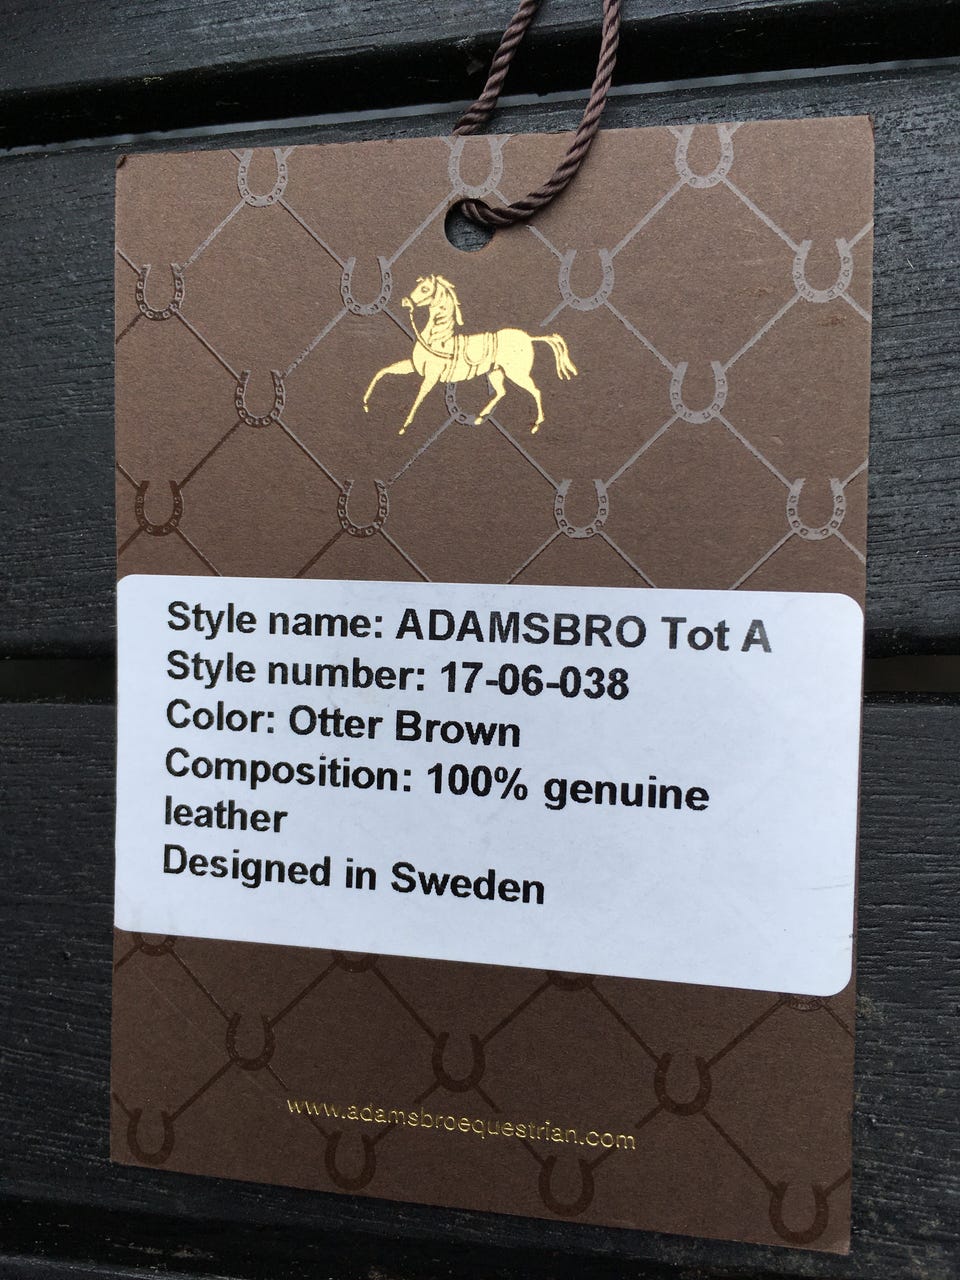 Style name: ADAMSBRO Tot A
Style number: 17-06-038
Color: Otter Brown
Composition: 100% genuine
leather
Designed in Sweden
www.adamsbroequestrian.com